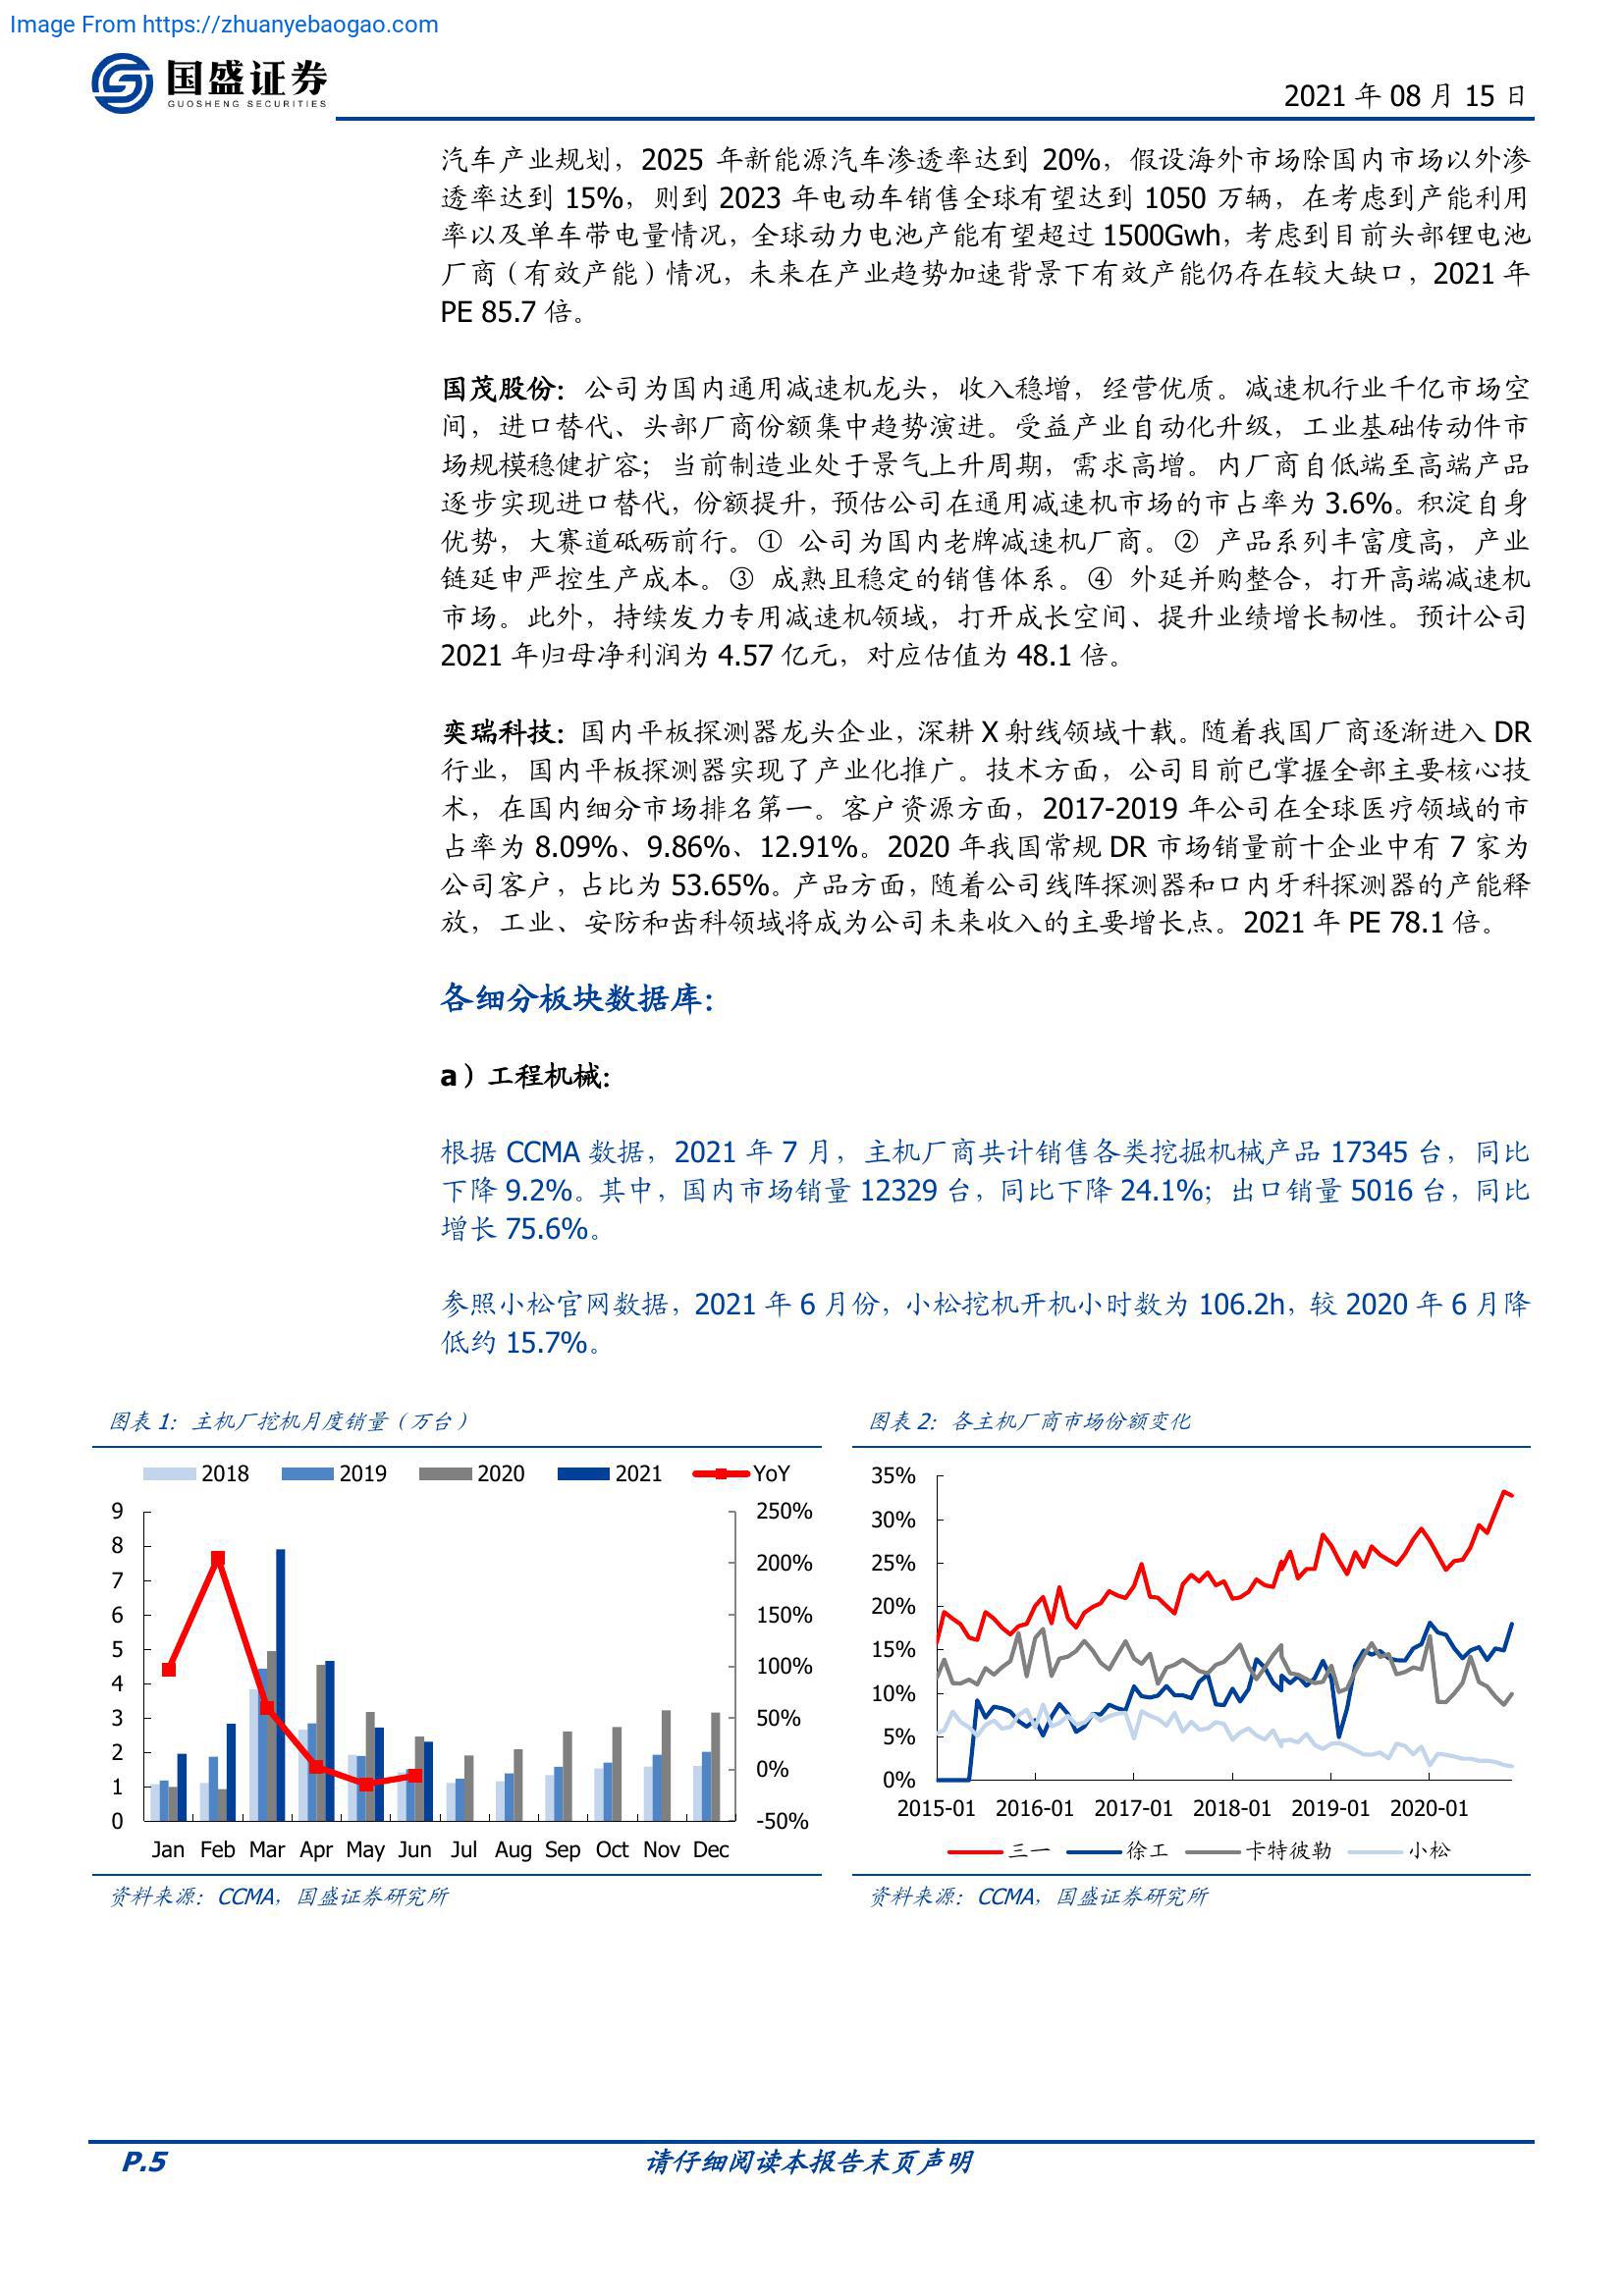 Image From https://zhuanyebaogao.com
国盛证券
GUOSHENG SECURITIES
2021 年 08 月 15 日
汽车产业规划，2025 年新能源汽车渗透率达到 20%，假设海外市场除国内市场以外渗
透率达到 15%，则到 2023 年电动车销售全球有望达到 1050 万辆，在考虑到产能利用
率以及单车带电量情况，全球动力电池产能有望超过 1500Gwh，考虑到目前头部锂电池
厂商（有效产能）情况，未来在产业趋势加速背景下有效产能仍存在较大缺口，2021 年
PE 85.7 倍。
国茂股份：公司为国内通用减速机龙头，收入稳增，经营优质。减速机行业千亿市场空
间，进口替代、头部厂商份额集中趋势演进。受益产业自动化升级，工业基础传动件市
场规模稳健扩容；当前制造业处于景气上升周期，需求高增。内厂商自低端至高端产品
逐步实现进口替代，份额提升，预估公司在通用减速机市场的市占率为 3.6%。积淀自身
优势，大赛道砥砺前行。① 公司为国内老牌减速机厂商。② 产品系列丰富度高，产业
链延申严控生产成本。③ 成熟且稳定的销售体系。④ 外延并购整合，打开高端减速机
市场。此外，持续发力专用减速机领域，打开成长空间、提升业绩增长韧性。预计公司
2021 年归母净利润为 4.57 亿元，对应估值为 48.1 倍。
奕瑞科技：国内平板探测器龙头企业，深耕 X 射线领域十载。随着我国厂商逐渐进入 DR
行业，国内平板探测器实现了产业化推广。技术方面，公司目前已掌握全部主要核心技
术，在国内细分市场排名第一。客户资源方面，2017-2019 年公司在全球医疗领域的市
占率为 8.09%、9.86%、12.91%。2020 年我国常规 DR 市场销量前十企业中有 7 家为
公司客户，占比为 53.65%。产品方面，随着公司线阵探测器和口内牙科探测器的产能释
放，工业、安防和齿科领域将成为公司未来收入的主要增长点。2021 年 PE 78.1 倍。
各细分板块数据库：
a）工程机械：
根据 CCMA 数据，2021 年 7 月，主机厂商共计销售各类挖掘机械产品 17345 台，同比
下降 9.2%。其中，国内市场销量 12329 台，同比下降 24.1%；出口销量 5016 台，同比
增长 75.6%。
参照小松官网数据，2021 年 6 月份，小松挖机开机小时数为 106.2h，较 2020 年 6 月降
低约 15.7%。
图表 1：主机厂挖机月度销量（万台）
2018 2019 2020 2021 YoY
9 250%
8 200%
7 150%
6 100%
5 50%
4 0%
3 -50%
2
1
0
Jan Feb Mar Apr May Jun Jul Aug Sep Oct Nov Dec
资料来源：CCMA，国盛证券研究所
图表 2：各主机厂商市场份额变化
35%
30%
25%
20%
15%
10%
5%
0%
2015-01 2016-01 2017-01 2018-01 2019-01 2020-01
三一 徐工 卡特彼勒 小松
资料来源：CCMA，国盛证券研究所
P.5
请仔细阅读本报告末页声明